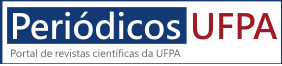 Periódicos UFPA
Portal de revistas científicas da UFPA